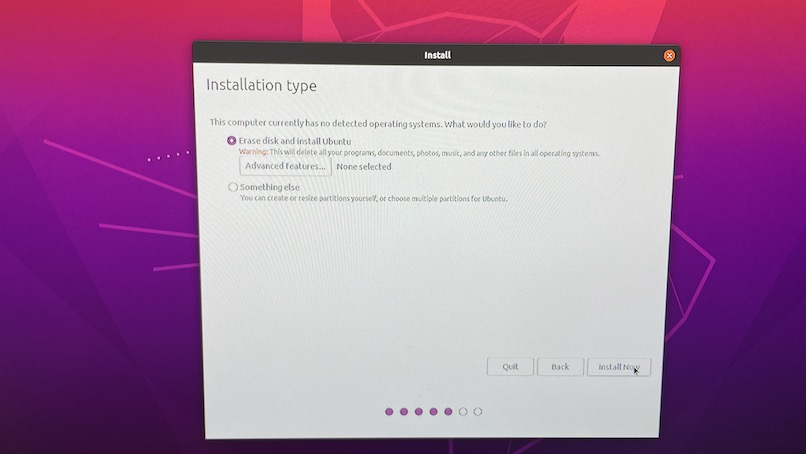 Install
Installation type
This computer currently has no detected operating systems. What would you like to do?
Erase disk and install Ubuntu
Warning: This will delete all your programs, documents, photos, music, and any other files in all operating systems.
Advanced features... None selected
Something else
You can create or resize partitions yourself, or choose multiple partitions for Ubuntu.
Quit Back Install Now